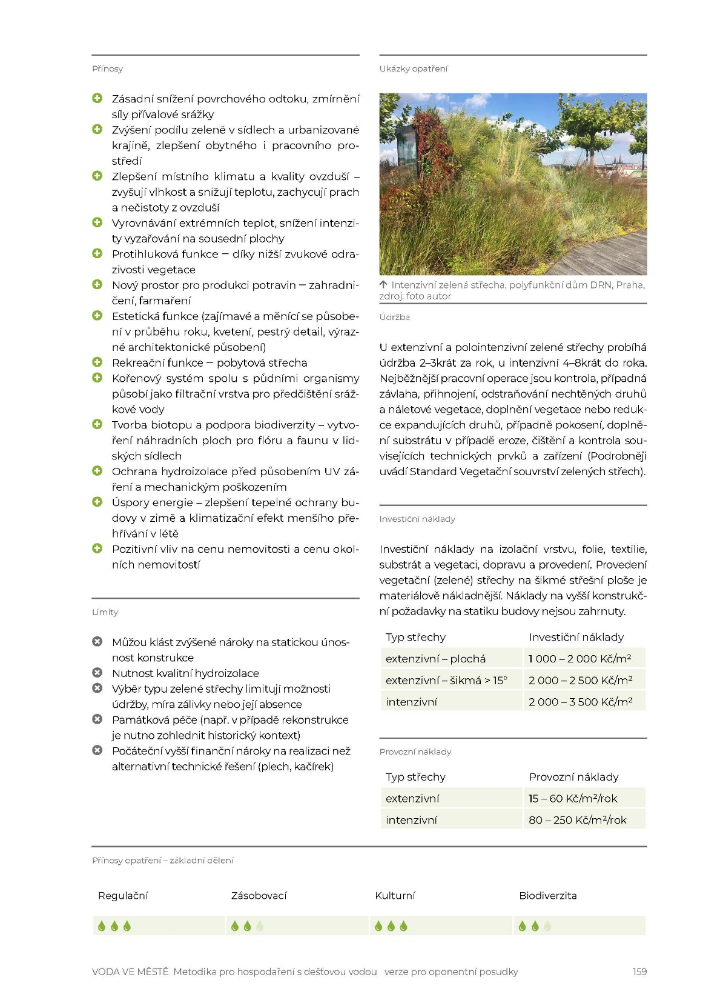 Přínosy
Zásadní snížení povrchového odtoku, zmírnění
síly přívalové srážky
Zvýšení podílu zeleně v sídlech a urbanizované
krajině, zlepšení obytného i pracovního pro-
středí
Zlepšení místního klimatu a kvality ovzduší –
zvyšují vlhkost a snižují teplotu, zachycují prach
a nečistoty z ovzduší
Vyrovnávání extrémních teplot, snížení intenzi-
ty vyzařování na sousední plochy
Protihluková funkce – díky nižší zvukové odra-
zivosti vegetace
Nový prostor pro produkci potravin – zahradni-
čení, farmaření
Estetická funkce (zajímavé a měnící se působe-
ní v průběhu roku, kvetení, pestrý detail, výraz-
né architektonické působení)
Rekreační funkce – pobytová střecha
Kořenový systém spolu s půdními organismy
působí jako filtrační vrstva pro předčištění sráž-
kové vody
Tvorba biotopu a podpora biodiverzity – vytvo-
ření náhradních ploch pro flóru a faunu v lid-
ských sídlech
Ochrana hydroizolace před působením UV zá-
ření a mechanickým poškozením
Úspory energie – zlepšení tepelné ochrany bu-
dovy v zimě a klimatizační efekt menšího pře-
hřívání v létě
Pozitivní vliv na cenu nemovitosti a cenu okol-
ních nemovitostí
Limity
Můžou klást zvýšené nároky na statickou únos-
nost konstrukce
Nutnost kvalitní hydroizolace
Výběr typu zelené střechy limitují možnosti
údržby, míra zálivky nebo její absence
Památková péče (např. v případě rekonstrukce
je nutno zohlednit historický kontext)
Počáteční vyšší finanční nároky na realizaci než
alternativní technické řešení (plech, kačírek)
Ukázky opatření
↑ Intenzivní zelená střecha, polyfunkční dům DRN, Praha,
zdroj: foto autor
Údržba
U extenzivní a polointenzivní zelené střechy probíhá
údržba 2–3krát za rok, u intenzivní 4–8krát do roka.
Nejběžnější pracovní operace jsou kontrola, případná
závlaha, přihnojení, odstraňování nechtěných druhů
a náletové vegetace, doplnění vegetace nebo reduk-
ce expandujících druhů, případně pokosení, doplně-
ní substrátu v případě eroze, čištění a kontrola sou-
visejících technických prvků a zařízení (Podrobněji
uvádí Standard Vegetační souvrství zelených střech).
Investiční náklady
Investiční náklady na izolační vrstvu, folie, textilie,
substrát a vegetaci, dopravu a provedení. Provedení
vegetační (zelené) střechy na šikmé střešní ploše je
materiálově nákladnější. Náklady na vyšší konstrukč-
ní požadavky na statiku budovy nejsou zahrnuty.
Typ střechy Investiční náklady
extenzivní – plochá 1 000 – 2 000 Kč/m²
extenzivní – šikmá > 15° 2 000 – 2 500 Kč/m²
intenzivní 2 000 – 3 500 Kč/m²
Provozní náklady
Typ střechy Provozní náklady
extenzivní 15 – 60 Kč/m²/rok
intenzivní 80 – 250 Kč/m²/rok
Přínosy opatření – základní dělení
Regulační Zásobovací Kulturní Biodiverzita
VODA VE MĚSTĚ Metodika pro hospodaření s dešťovou vodou verze pro oponentní posudky 159